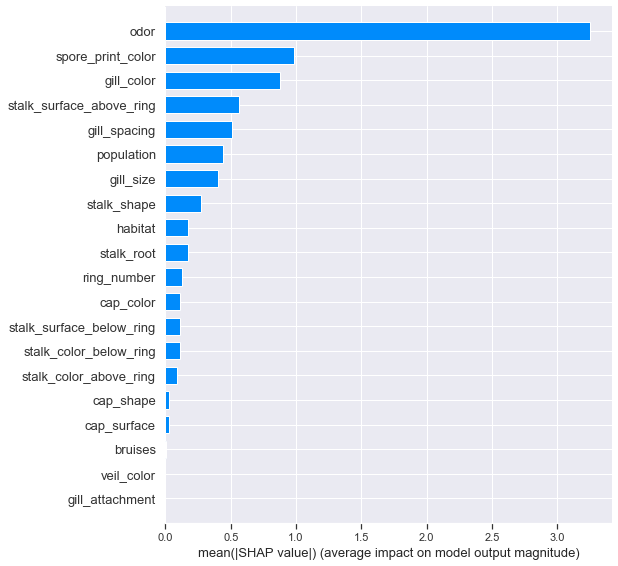 odor
spore_print_color
gill_color
stalk_surface_above_ring
gill_spacing
population
gill_size
stalk_shape
habitat
stalk_root
ring_number
cap_color
stalk_surface_below_ring
stalk_color_below_ring
stalk_color_above_ring
cap_shape
cap_surface
bruises
veil_color
gill_attachment
0.0 0.5 1.0 1.5 2.0 2.5 3.0
mean(|SHAP value|) (average impact on model output magnitude)